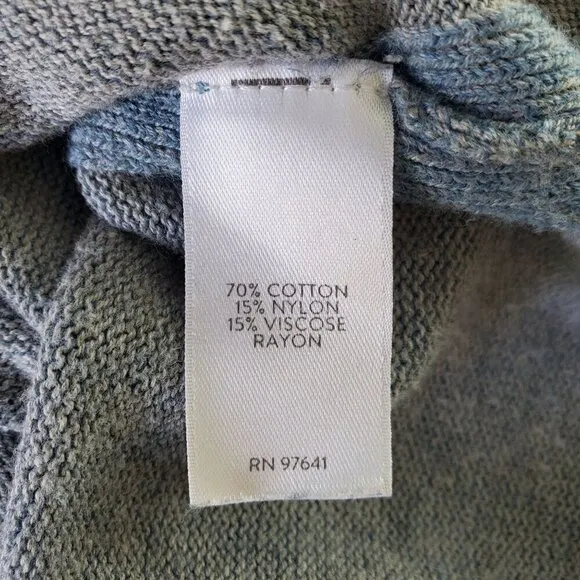 70% COTTON
15% NYLON
15% VISCOSE
RAYON
RN 97641